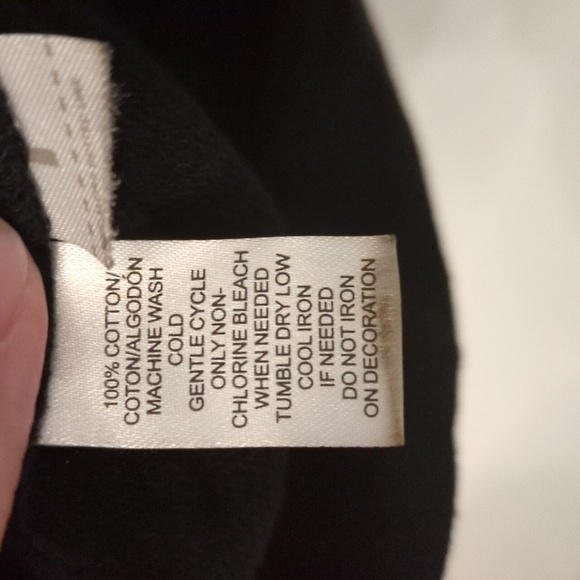 100% COTTON/
COTON/ALGODÓN
MACHINE WASH
COLD
GENTLE CYCLE
ONLY NON-
CHLORINE BLEACH
WHEN NEEDED
TUMBLE DRY LOW
COOL IRON
IF NEEDED
DO NOT IRON
ON DECORATION